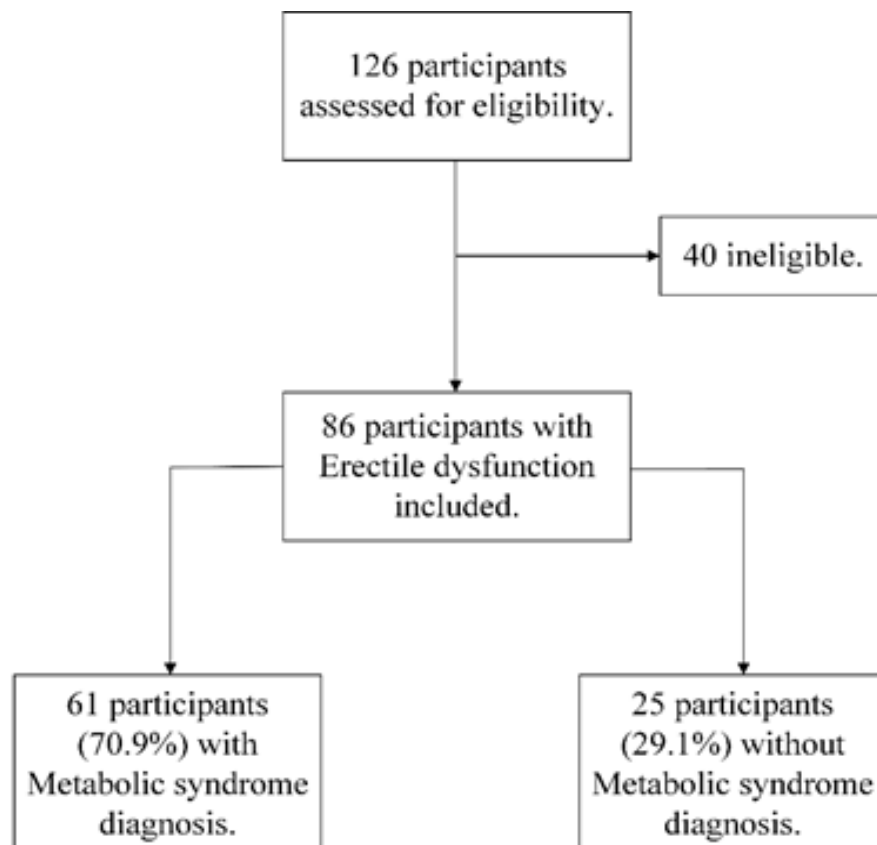 126 participants
assessed for eligibility.
40 ineligible.
86 participants with
Erectile dysfunction
included.
61 participants
(70.9%) with
Metabolic syndrome
diagnosis.
25 participants
(29.1%) without
Metabolic syndrome
diagnosis.